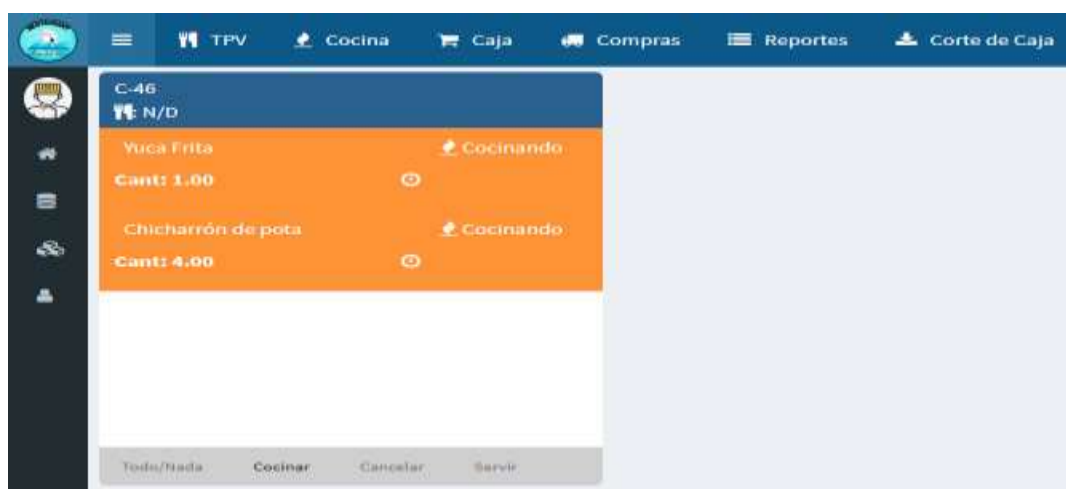 TPV Cocina Caja Compras Reportes Corte de Caja
C-46
: N/D
Yuca Frita Cocinando
Cant: 1.00
Chicharrón de pota Cocinando
Cant: 4.00
Todo/Nada Cocinar Cancelar Servir